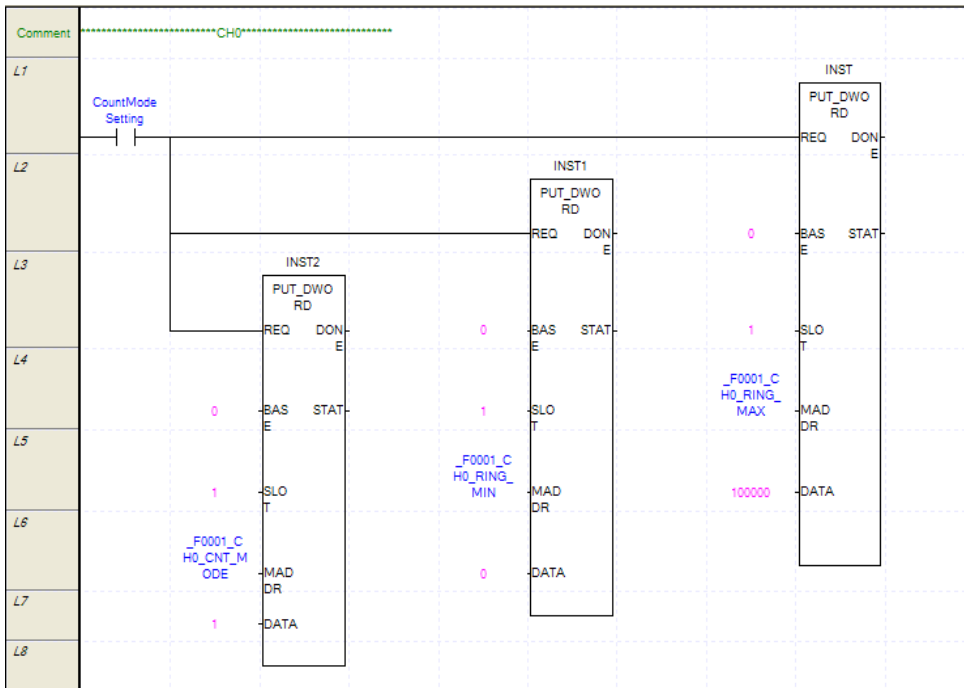 Comment
**************************CH0*****************************
L1
CountMode
Setting
INST
PUT_DWO
RD
REQ DON
E
L2
INST1
PUT_DWO
RD
REQ DON
E
0
BAS STAT
E
L3
INST2
PUT_DWO
RD
REQ DON
E
0
BAS STAT
E
1
SLO
T
L4
0
BAS STAT
E
1
SLO
T
_F0001_C
H0_RING_
MAX
MAD
DR
L5
1
SLO
T
_F0001_C
H0_RING_
MIN
MAD
DR
100000
DATA
L6
_F0001_C
H0_CNT_M
ODE
MAD
DR
0
DATA
L7
1
DATA
L8